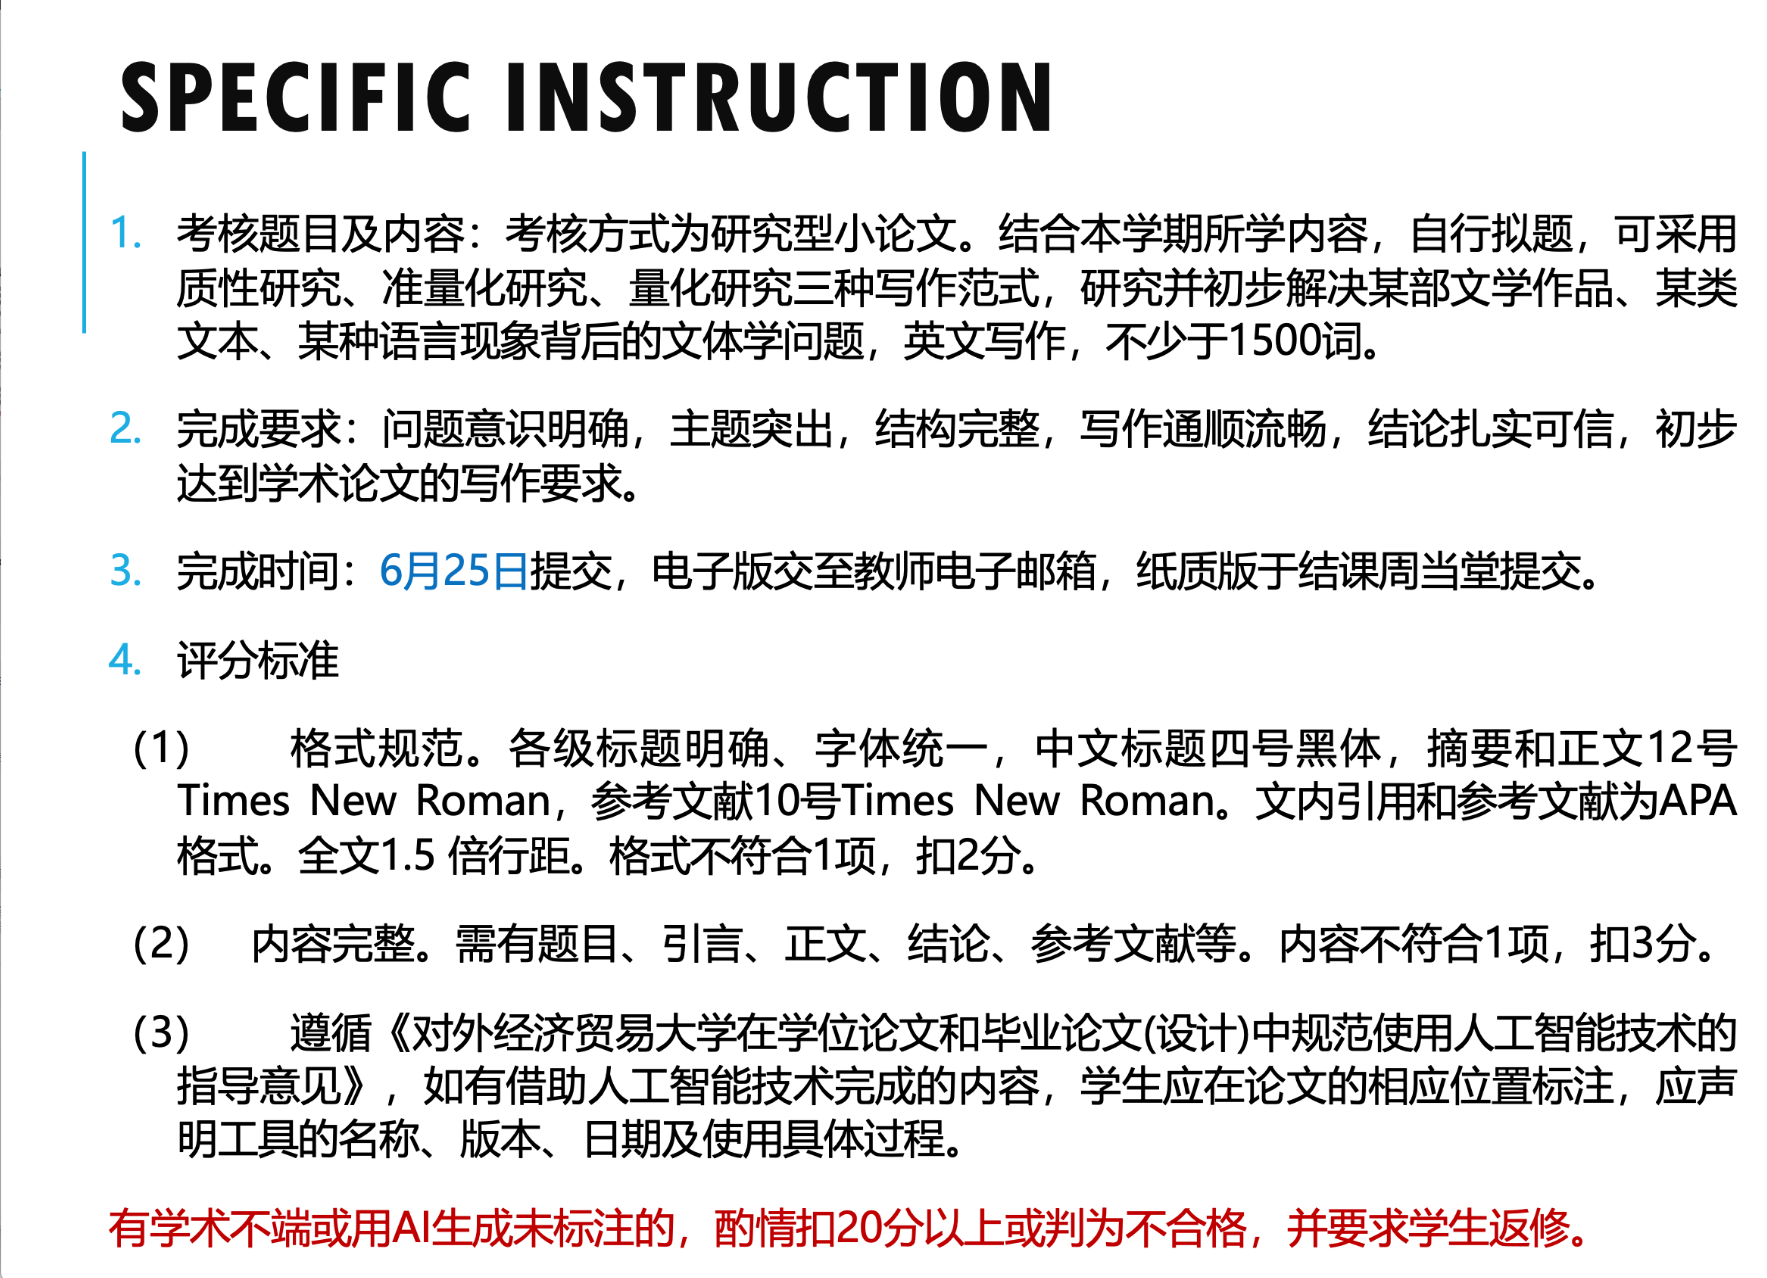 SPECIFIC INSTRUCTION
1. 考核题目及内容：考核方式为研究型小论文。结合本学期所学内容，自行拟题，可采用
质性研究、准量化研究、量化研究三种写作范式，研究并初步解决某部文学作品、某类
文本、某种语言现象背后的文体学问题，英文写作，不少于1500词。
2. 完成要求：问题意识明确，主题突出，结构完整，写作通顺流畅，结论扎实可信，初步
达到学术论文的写作要求。
3. 完成时间：6月25日提交，电子版交至教师电子邮箱，纸质版于结课周当堂提交。
4. 评分标准
（1） 格式规范。各级标题明确、字体统一，中文标题四号黑体，摘要和正文12号
Times New Roman，参考文献10号Times New Roman。文内引用和参考文献为APA
格式。全文1.5 倍行距。格式不符合1项，扣2分。
（2） 内容完整。需有题目、引言、正文、结论、参考文献等。内容不符合1项，扣3分。
（3） 遵循《对外经济贸易大学在学位论文和毕业论文(设计)中规范使用人工智能技术的
指导意见》，如有借助人工智能技术完成的内容，学生应在论文的相应位置标注，应声
明工具的名称、版本、日期及使用具体过程。
有学术不端或用AI生成未标注的，酌情扣20分以上或判为不合格，并要求学生返修。